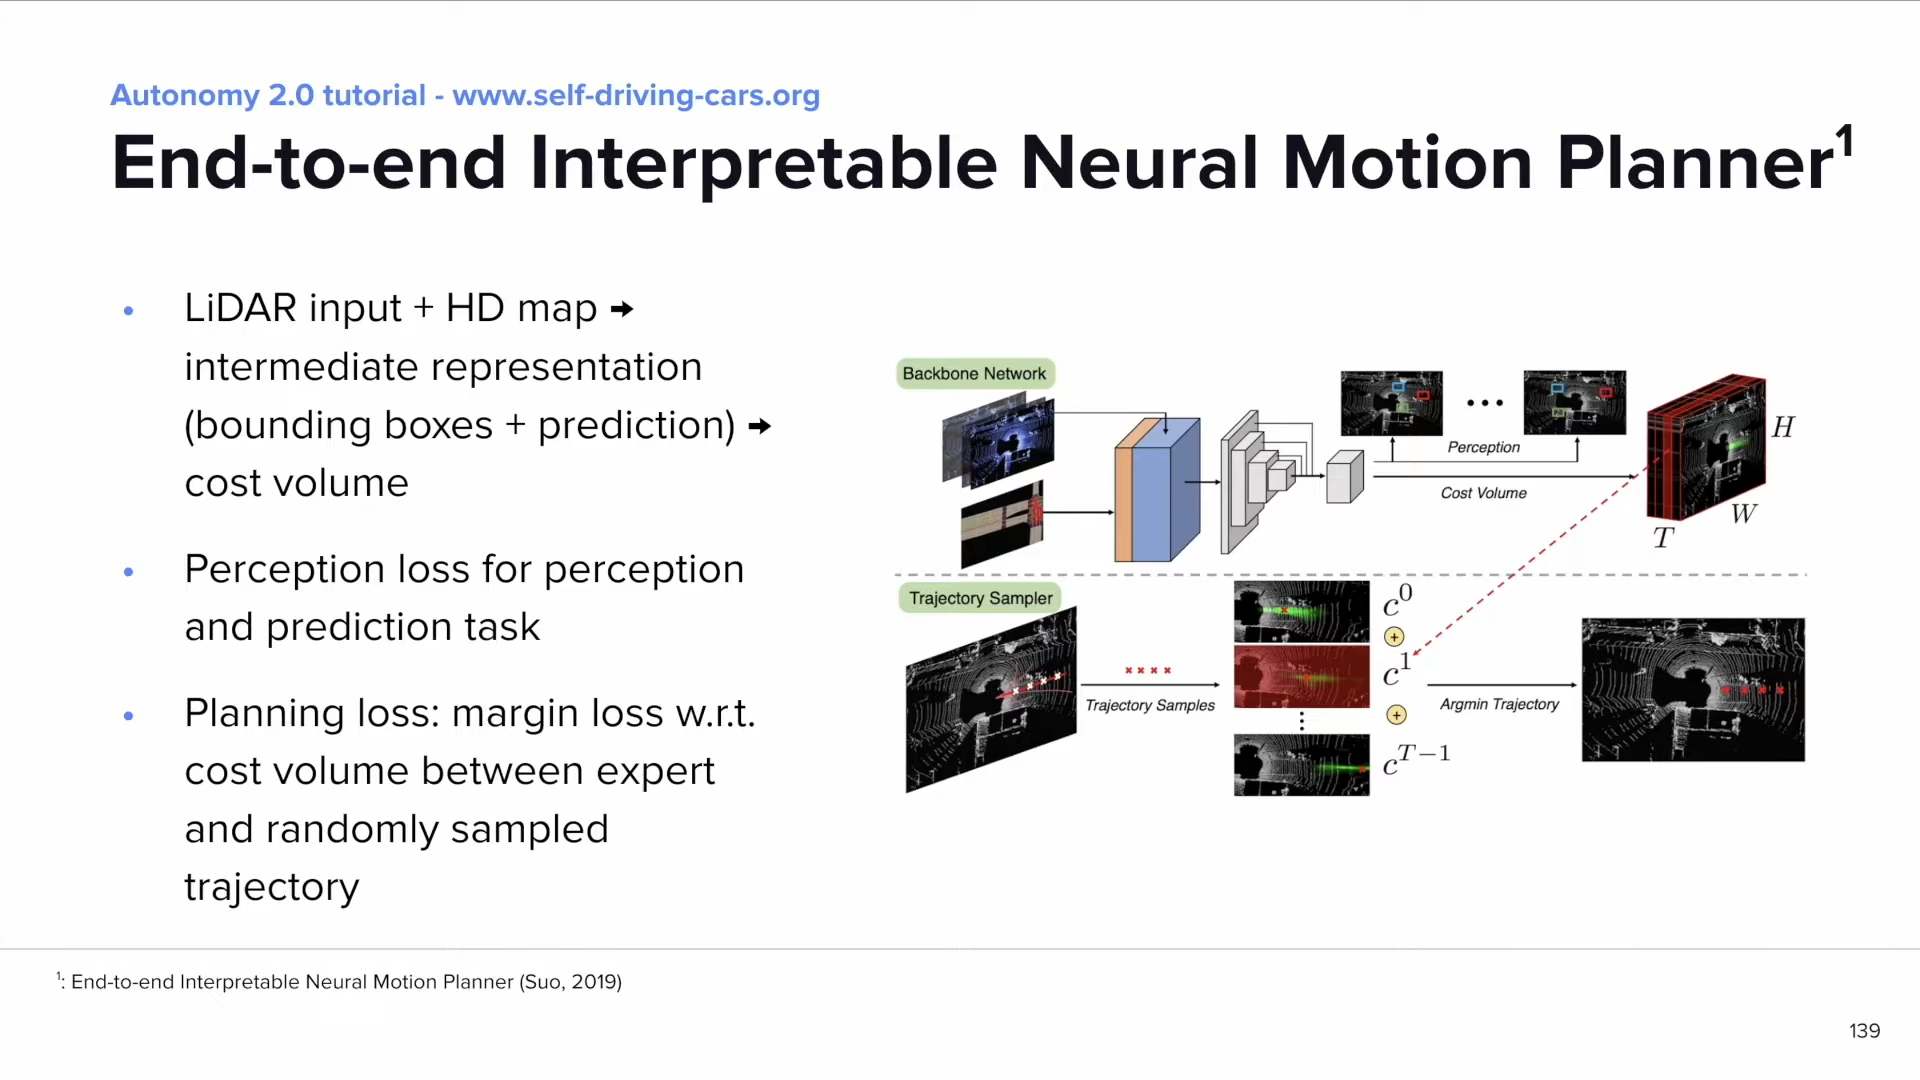 Autonomy 2.0 tutorial - www.self-driving-cars.org
End-to-end Interpretable Neural Motion Planner¹
• LiDAR input + HD map →
intermediate representation
(bounding boxes + prediction) →
cost volume
• Perception loss for perception
and prediction task
• Planning loss: margin loss w.r.t.
cost volume between expert
and randomly sampled
trajectory
Backbone Network
Perception
Cost Volume
H
W
T
Trajectory Sampler
Trajectory Samples
c⁰
+
c¹
+
c^{T−1}
Argmin Trajectory
¹: End-to-end Interpretable Neural Motion Planner (Suo, 2019)
139